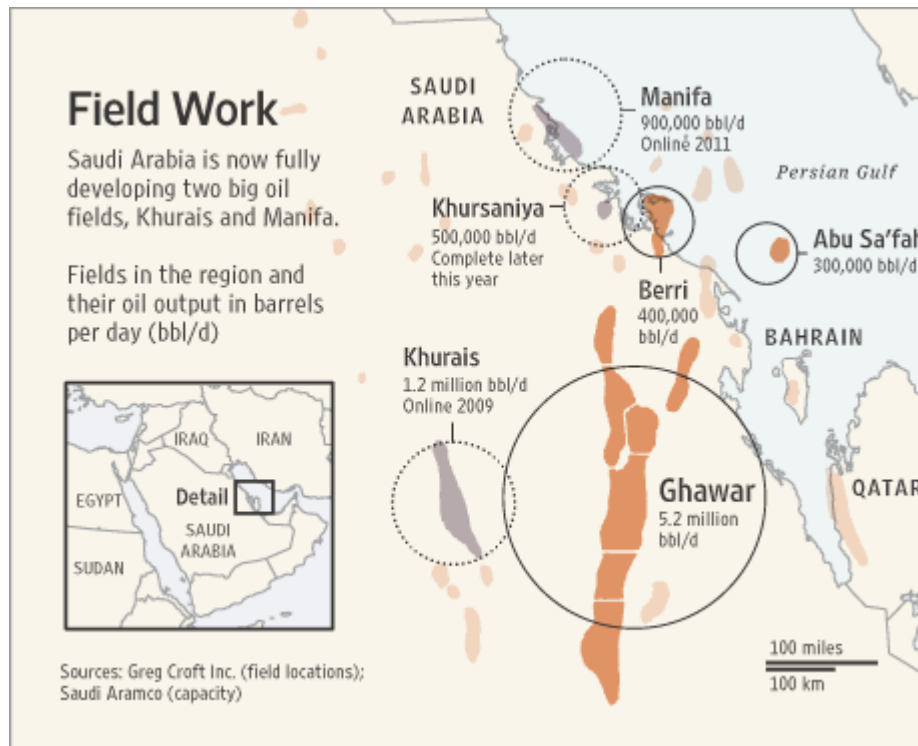 Field Work
Saudi Arabia is now fully
developing two big oil
fields, Khurais and Manifa.
Fields in the region and
their oil output in barrels
per day (bbl/d)
SAUDI
ARABIA
Manifa
900,000 bbl/d
Online 2011
Persian Gulf
Khursaniya
500,000 bbl/d
Complete later
this year
Abu Sa'fah
300,000 bbl/d
Berri
400,000
bbl/d
BAHRAIN
Khurais
1.2 million bbl/d
Online 2009
Ghawar
5.2 million
bbl/d
QATAR
IRAQ
IRAN
EGYPT
Detail
SAUDI
ARABIA
SUDAN
100 miles
100 km
Sources: Greg Croft Inc. (field locations);
Saudi Aramco (capacity)